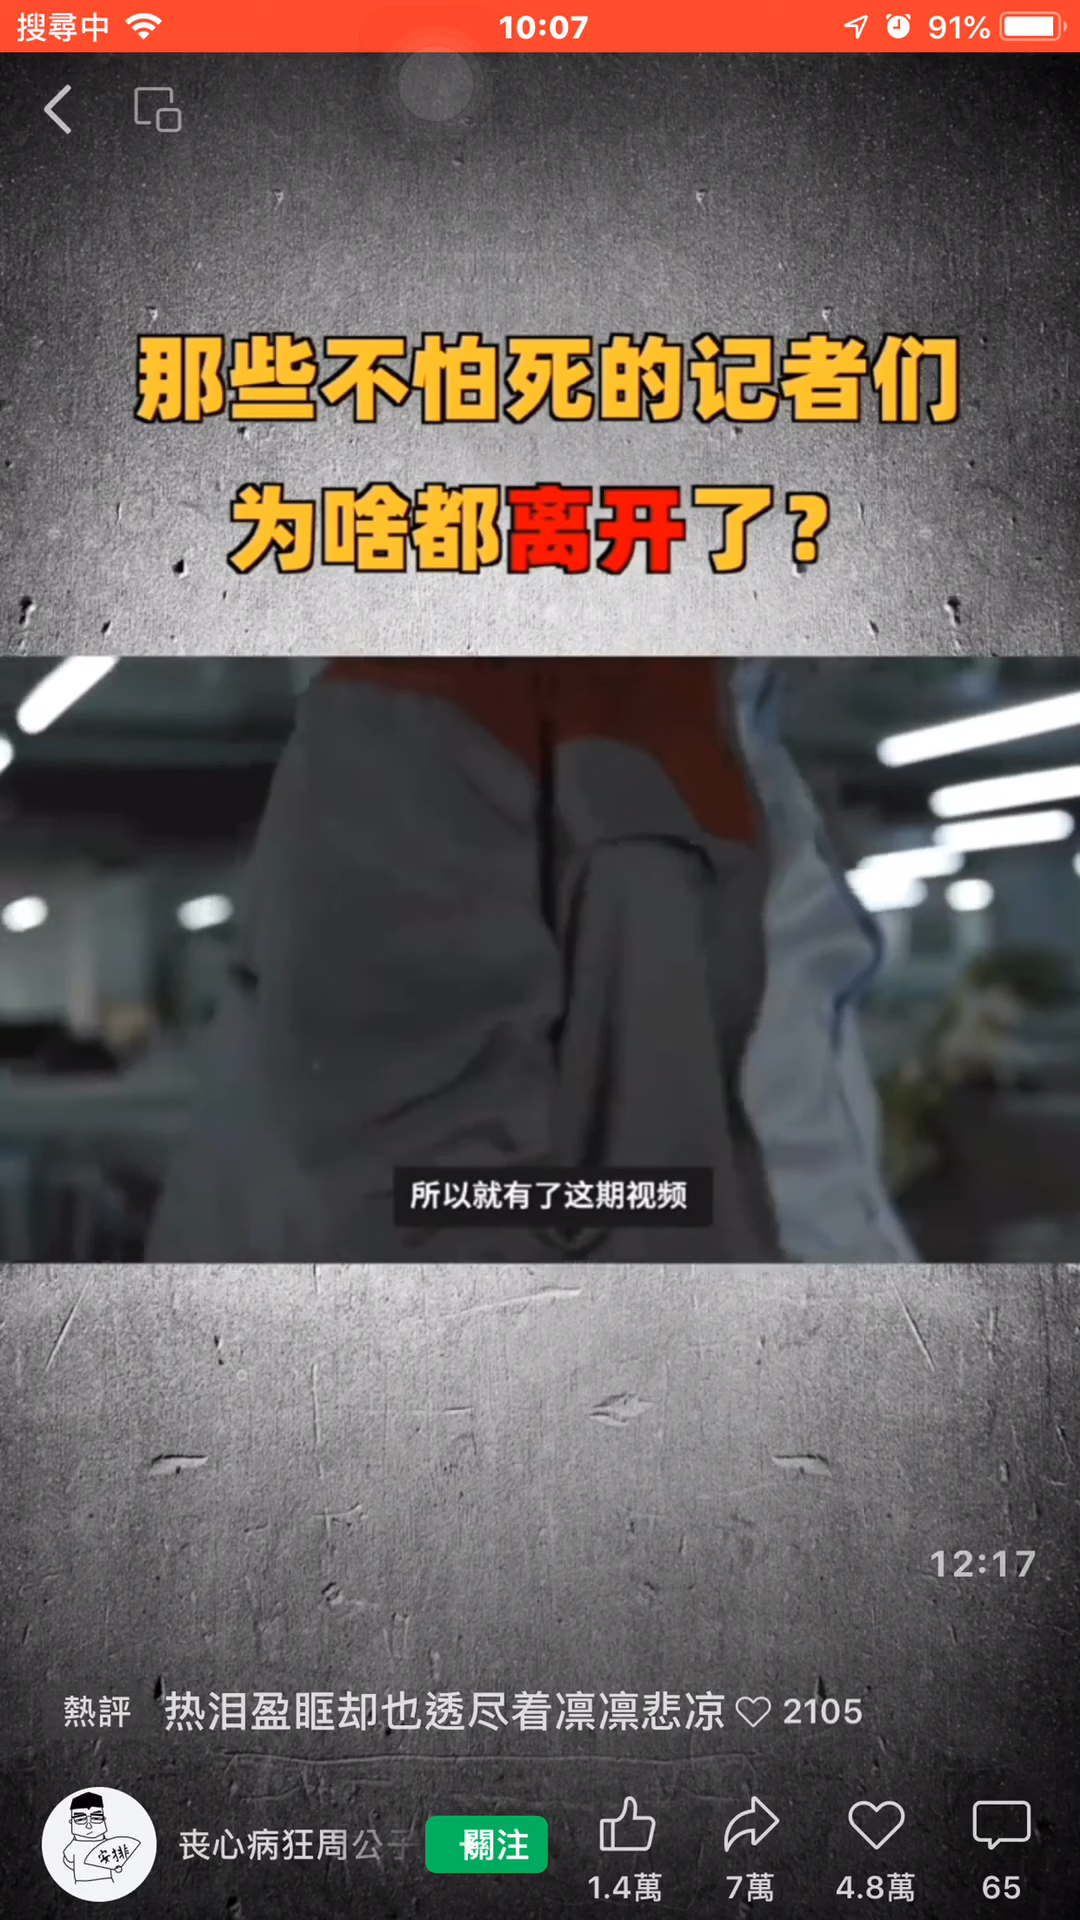 搜尋中
10:07
91%
那些不怕死的记者们
为啥都离开了?
所以就有了这期视频
12:17
熱評 热泪盈眶却也透尽着凛凛悲凉 2105
安排
丧心病狂周公子
關注
1.4萬
7萬
4.8萬
65